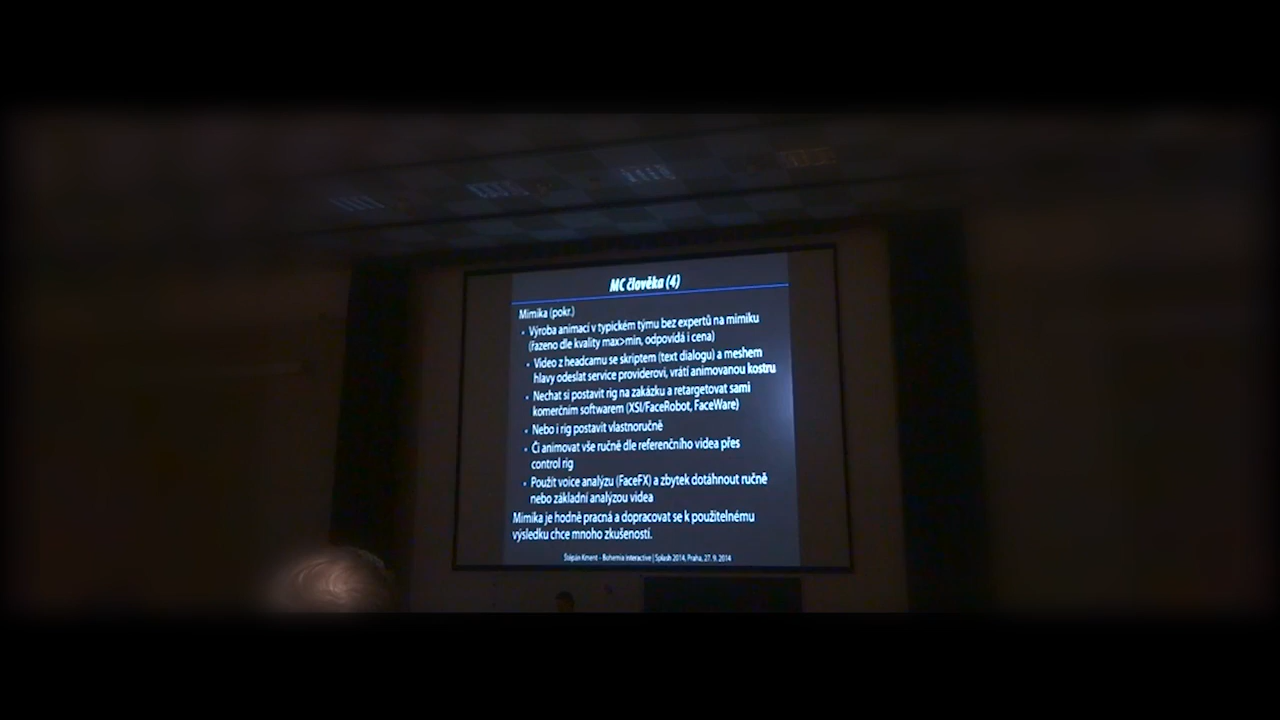 MC člověka (4)
Mimika (pokr.)
• Výroba animací v typickém týmu bez expertů na mimiku
(řazeno dle kvality max>min, odpovídá i cena)
• Video z headcamu se skriptem (text dialogu) a meshem
hlavy odeslat service providerovi, vrátí animovanou kostru
• Nechat si postavit rig na zakázku a retargetovat sami
komerčním softwarem (XSI/FaceRobot, FaceWare)
• Nebo i rig postavit vlastnoručně
• Či animovat vše ručně dle referenčního videa přes
control rig
• Použít voice analýzu (FaceFX) a zbytek dotáhnout ručně
nebo základní analýzou videa
Mimika je hodně pracná a dopracovat se k použitelnému
výsledku chce mnoho zkušeností.
Štěpán Kment - Bohemia Interactive | Splash 2014, Praha, 27. 9. 2014